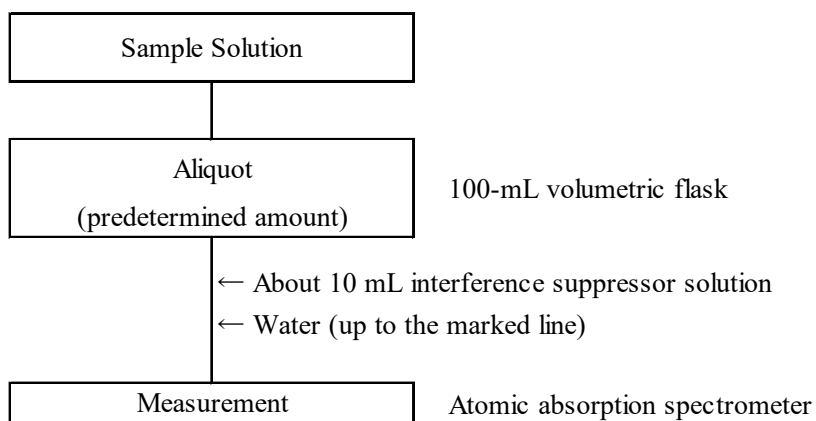 Sample Solution
Aliquot
(predetermined amount)
100-mL volumetric flask
← About 10 mL interference suppressor solution
← Water (up to the marked line)
Measurement
Atomic absorption spectrometer